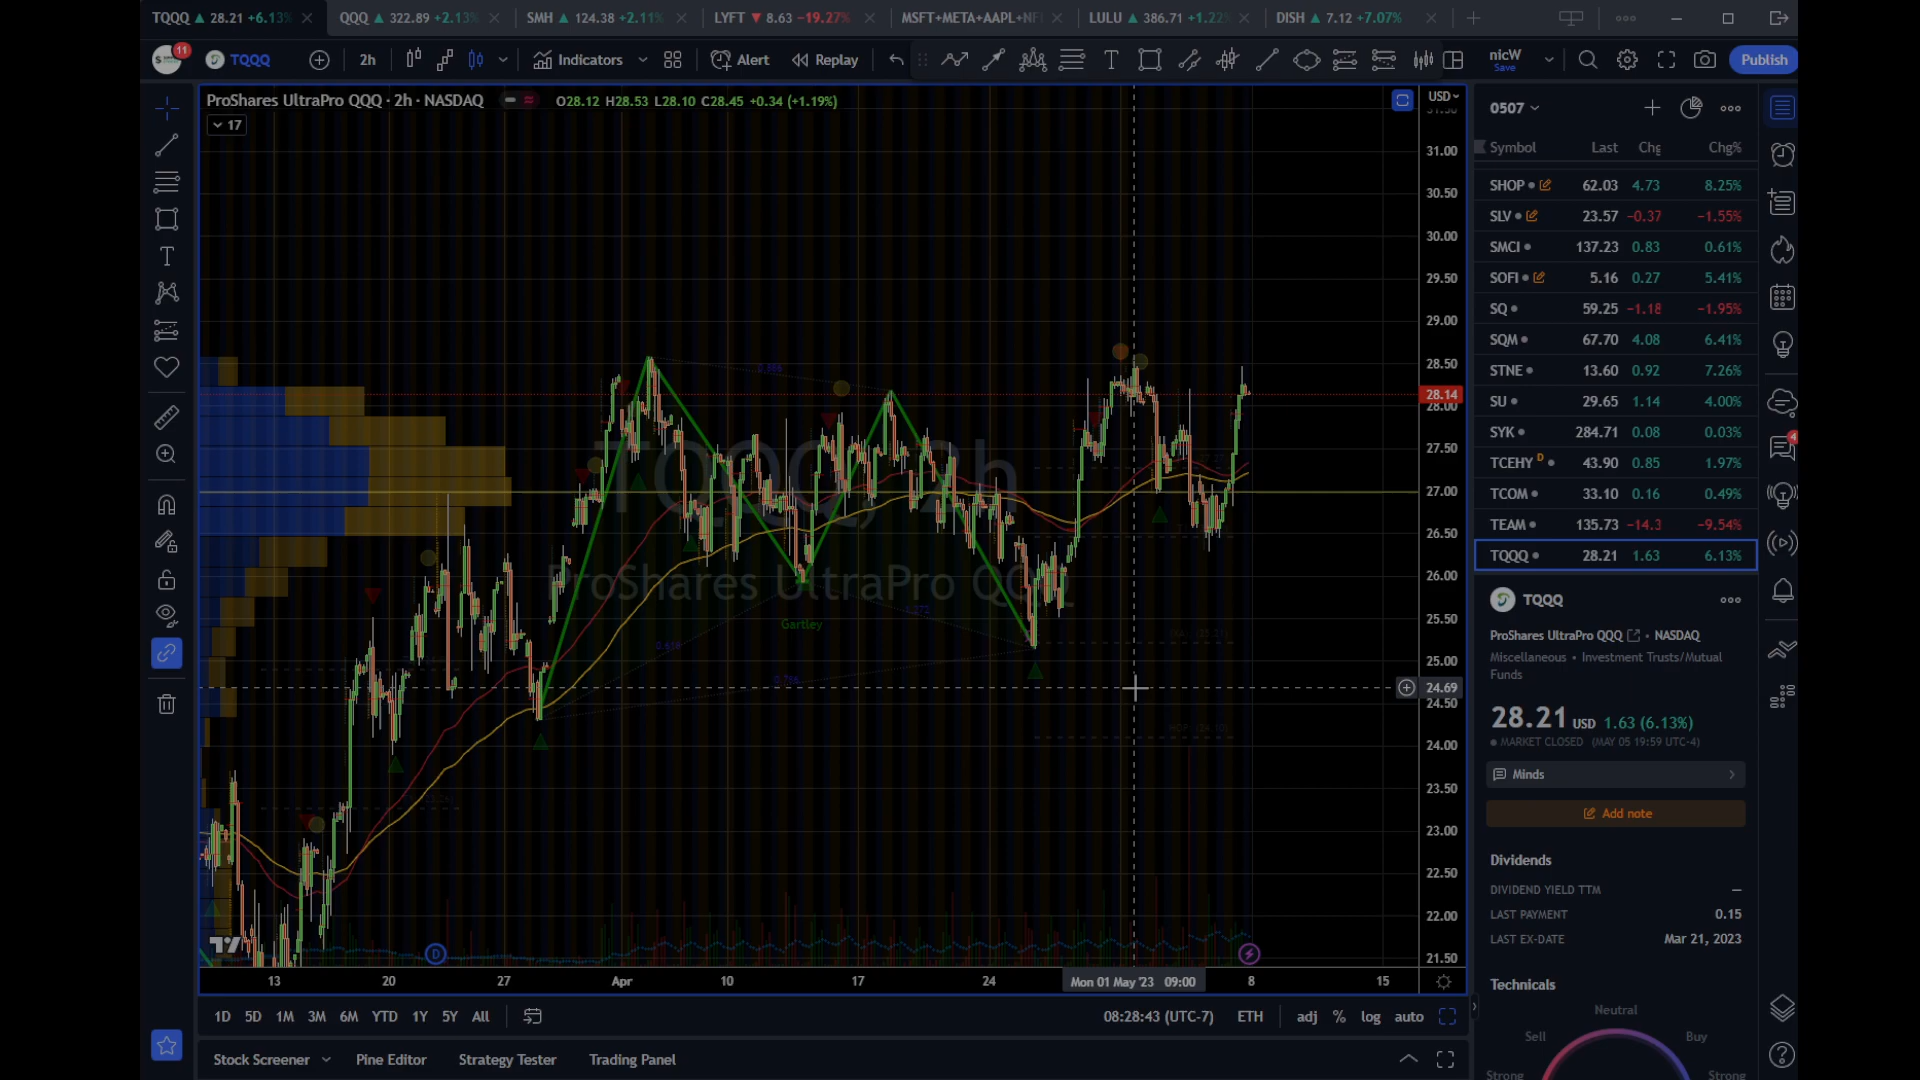 TQQQ ▲ 28.21 +6.13%
QQQ ▲ 322.89 +2.13%
SMH ▲ 124.38 +2.11%
LYFT ▼ 8.63 −19.27%
MSFT+META+AAPL+NF
LULU ▲ 386.71 +1.22%
DISH ▲ 7.12 +7.07%
11
TQQQ
2h
Indicators
Alert
Replay
nicW
Save
Publish
ProShares UltraPro QQQ · 2h · NASDAQ
O28.12 H28.53 L28.10 C28.45 +0.34 (+1.19%)
17
USD
31.00
30.50
30.00
29.50
29.00
28.50
28.14
28.00
27.50
27.00
26.50
26.00
25.50
25.00
24.69
24.50
24.00
23.50
23.00
22.50
22.00
21.50
TQQQ, 2h
ProShares UltraPro QQQ
Gartley
0.616
0.786
D
13
20
27
Apr
10
17
24
Mon 01 May '23 09:00
8
15
1D 5D 1M 3M 6M YTD 1Y 5Y All
08:28:43 (UTC-7)
ETH
adj % log auto
Stock Screener
Pine Editor
Strategy Tester
Trading Panel
0507
Symbol Last Chg Chg%
SHOP 62.03 4.73 8.25%
SLV 23.57 −0.37 −1.55%
SMCI 137.23 0.83 0.61%
SOFI 5.16 0.27 5.41%
SQ 59.25 −1.18 −1.95%
SQM 67.70 4.08 6.41%
STNE 13.60 0.92 7.26%
SU 29.65 1.14 4.00%
SYK 284.71 0.08 0.03%
TCEHY D 43.90 0.85 1.97%
TCOM 33.10 0.16 0.49%
TEAM 135.73 −14.3 −9.54%
TQQQ 28.21 1.63 6.13%
TQQQ
ProShares UltraPro QQQ • NASDAQ
Miscellaneous • Investment Trusts/Mutual
Funds
28.21 USD 1.63 (6.13%)
MARKET CLOSED (MAY 05 19:59 UTC-4)
Minds
Add note
Dividends
DIVIDEND YIELD TTM —
LAST PAYMENT 0.15
LAST EX-DATE Mar 21, 2023
Technicals
Neutral
Sell
Buy
Strong
Strong
4